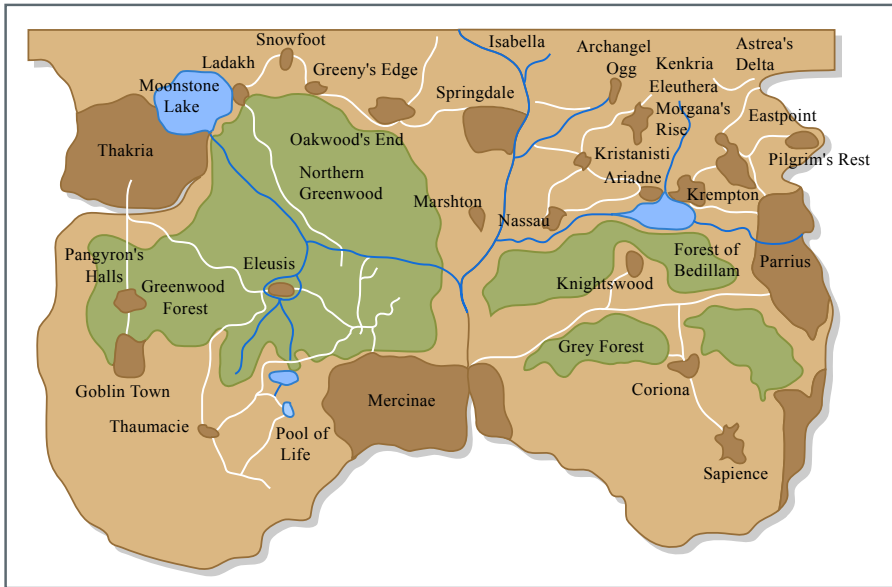 Snowfoot
Isabella
Archangel
Ogg
Astrea's
Delta
Ladakh
Greeny's Edge
Kenkria
Eleuthera
Moonstone
Lake
Springdale
Morgana's
Rise
Eastpoint
Thakria
Oakwood's End
Kristanisti
Pilgrim's Rest
Northern
Greenwood
Ariadne
Marshton
Nassau
Krempton
Pangyron's
Halls
Eleusis
Forest of
Bedillam
Parrius
Greenwood
Forest
Knightswood
Grey Forest
Goblin Town
Coriona
Mercinae
Thaumacie
Pool of
Life
Sapience